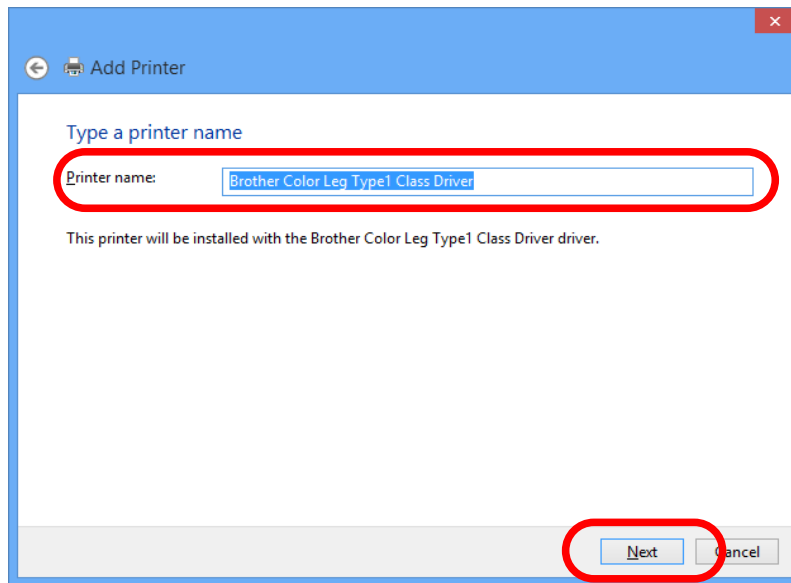 Add Printer
Type a printer name
Printer name: Brother Color Leg Type1 Class Driver
This printer will be installed with the Brother Color Leg Type1 Class Driver driver.
Next Cancel